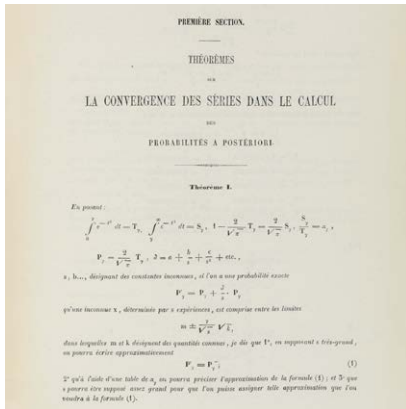 PREMIÈRE SECTION.
THÉORÈMES
SUR
LA CONVERGENCE DES SÉRIES DANS LE CALCUL
DES
PROBABILITÉS A POSTÉRIORI.
Théorème I.
En posant :
désignant des constantes inconnues, et l'on a une probabilité exacte
qu'une inconnue x, déterminée par s expériences, est comprise entre les limites
dans lesquelles m et k désignent des quantités connues, je dis que 1°, en supposant s très-grand,
on pourra écrire approximativement
(1)
2° qu'à l'aide d'une table de on pourra préciser l'approximation de la formule (1); et 3° que
s pourra être supposé assez grand pour que l'on puisse assigner telle approximation que l'on
voudra à la formule (1).